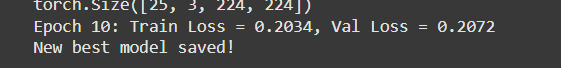 torch.Size([25, 3, 224, 224])
Epoch 10: Train Loss = 0.2034, Val Loss = 0.2072
New best model saved!